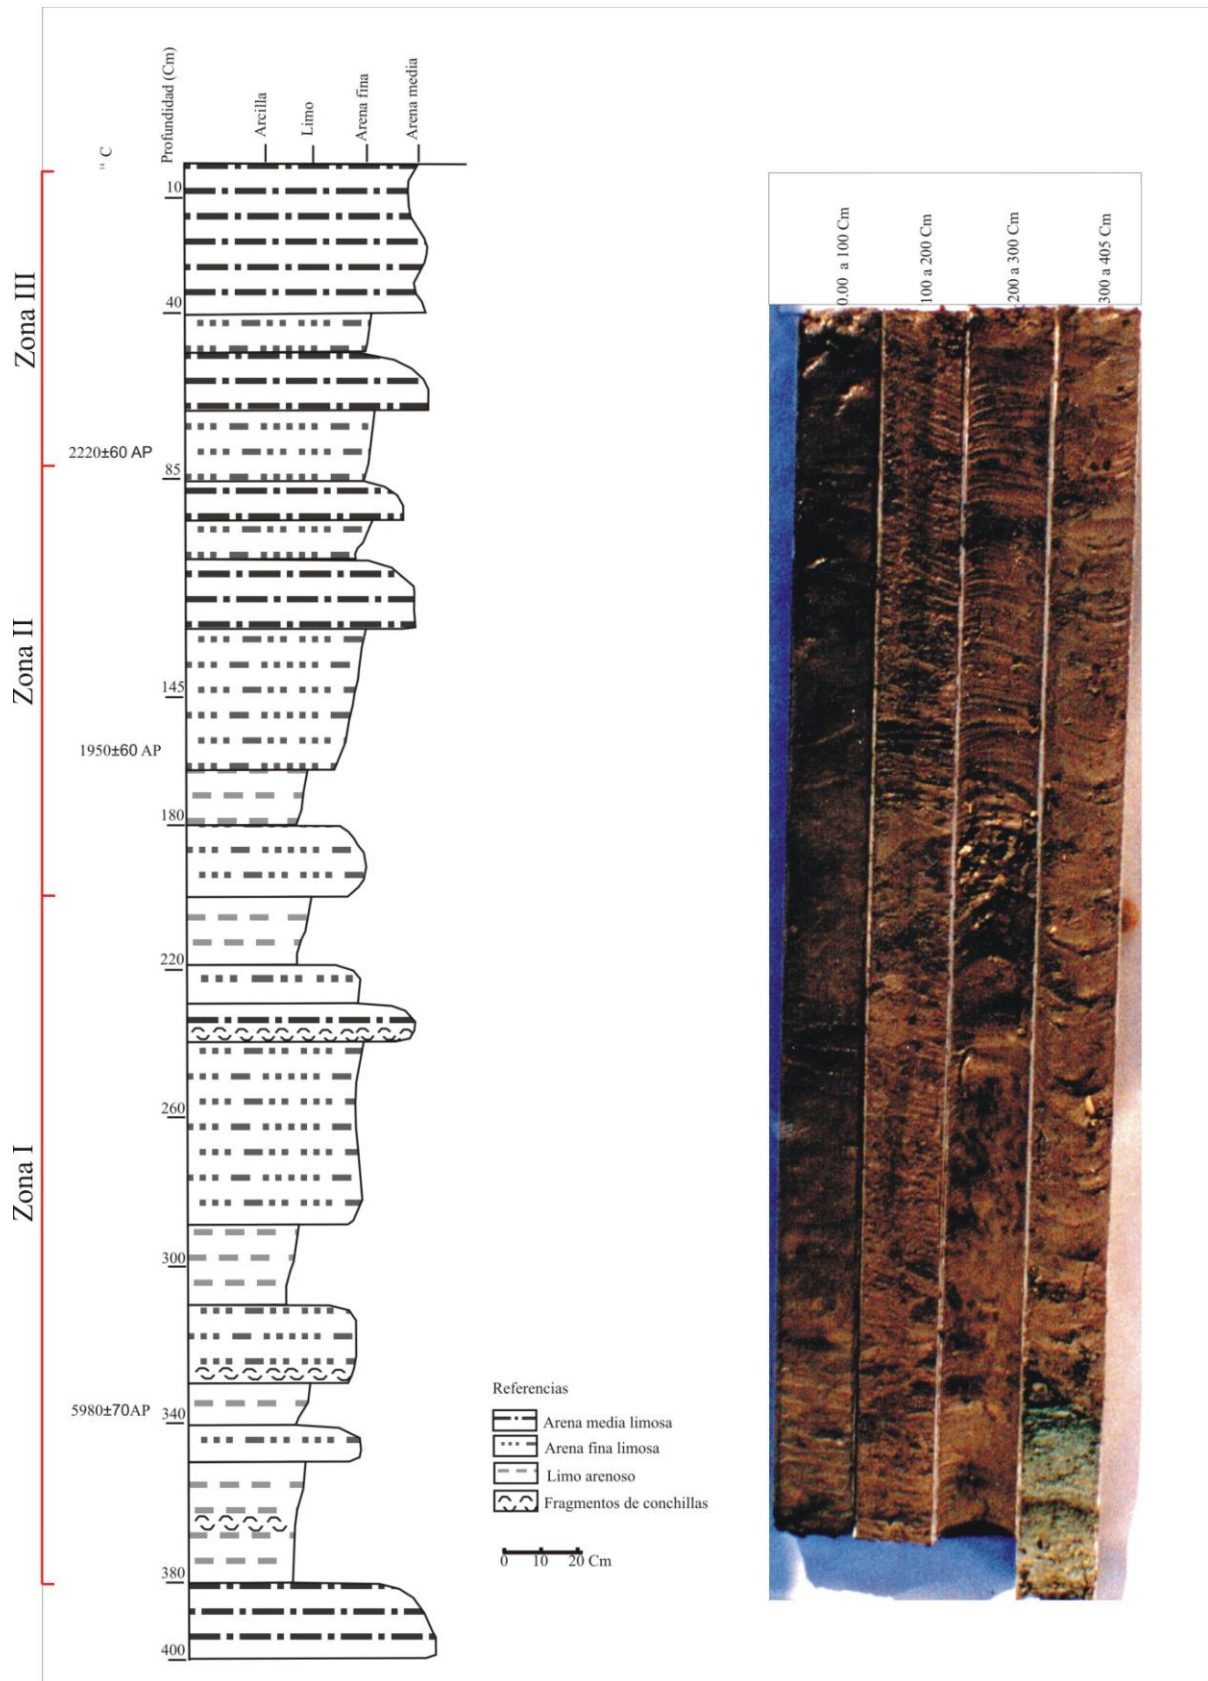 ¹⁴ C
Profundidad (Cm)
Arcilla
Limo
Arena fina
Arena media
Zona III
Zona II
Zona I
10
40
85
145
180
220
260
300
340
380
400
2220±60 AP
1950±60 AP
5980±70AP
Referencias
Arena media limosa
Arena fina limosa
Limo arenoso
Fragmentos de conchillas
0 10 20 Cm
0.00 a 100 Cm
100 a 200 Cm
200 a 300 Cm
300 a 405 Cm